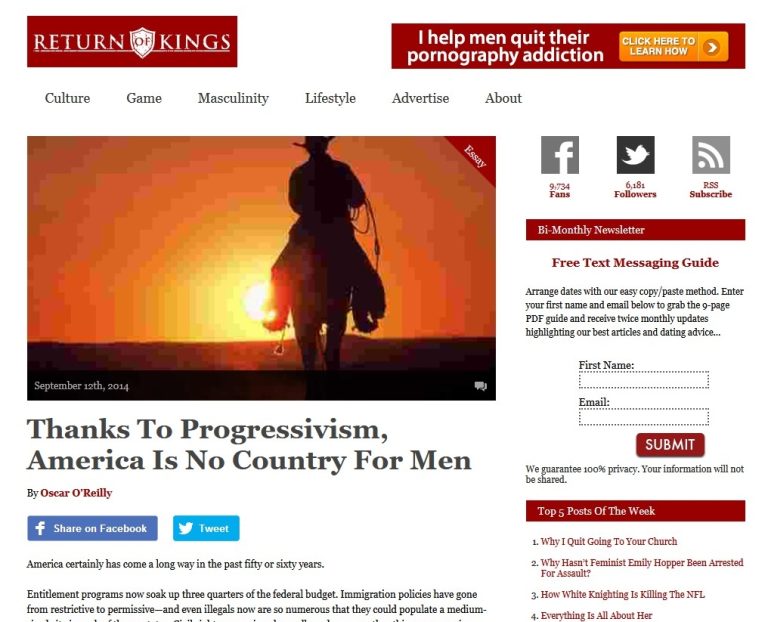 RETURN OF KINGS
I help men quit their
pornography addiction
CLICK HERE TO
LEARN HOW
Culture
Game
Masculinity
Lifestyle
Advertise
About
Essay
September 12th, 2014
Thanks To Progressivism,
America Is No Country For Men
By Oscar O'Reilly
Share on Facebook
Tweet
America certainly has come a long way in the past fifty or sixty years.
Entitlement programs now soak up three quarters of the federal budget. Immigration policies have gone
from restrictive to permissive—and even illegals now are so numerous that they could populate a medium-
9,734
Fans
6,181
Followers
RSS
Subscribe
Bi-Monthly Newsletter
Free Text Messaging Guide
Arrange dates with our easy copy/paste method. Enter
your first name and email below to grab the 9-page
PDF guide and receive twice monthly updates
highlighting our best articles and dating advice...
First Name:
Email:
SUBMIT
We guarantee 100% privacy. Your information will not
be shared.
Top 5 Posts Of The Week
1. Why I Quit Going To Your Church
2. Why Hasn't Feminist Emily Hopper Been Arrested
For Assault?
3. How White Knighting Is Killing The NFL
4. Everything Is All About Her